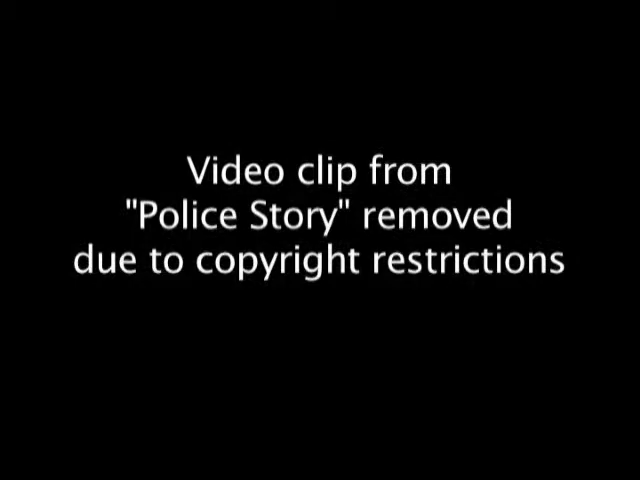 Video clip from
"Police Story" removed
due to copyright restrictions